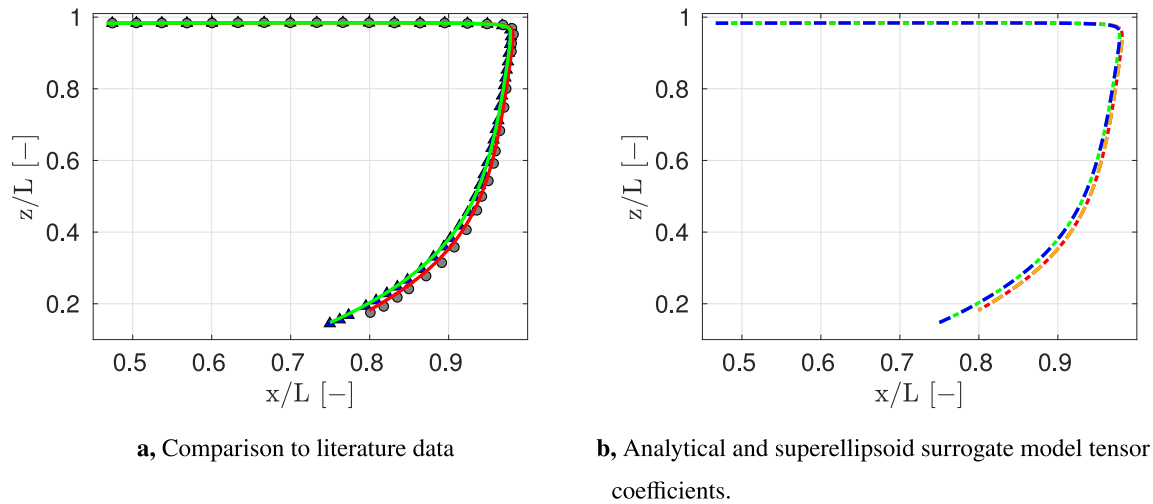 1
0.8
0.6
0.4
0.2
z/L [−]
0.5 0.6 0.7 0.8 0.9
x/L [−]
a, Comparison to literature data
1
0.8
0.6
0.4
0.2
z/L [−]
0.5 0.6 0.7 0.8 0.9
x/L [−]
b, Analytical and superellipsoid surrogate model tensor
coefficients.